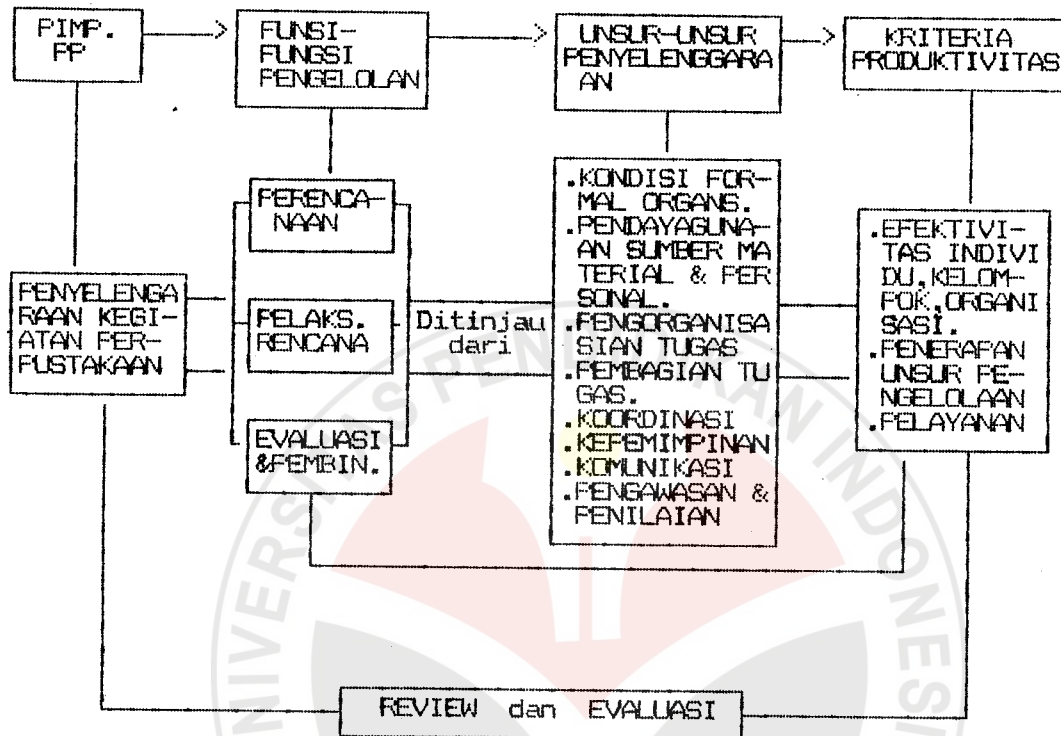 PIMP.
PP
FUNSI-
FUNGSI
PENGELOLAN
UNSUR-UNSUR
PENYELENGGARA
AN
KRITERIA
PRODUKTIVITAS
PENYELENGA
RAAN KEGI-
ATAN PER-
PUSTAKAAN
PERENCA-
NAAN
PELAKS.
RENCANA
EVALUASI
&PEMBIN.
Ditinjau
dari
.KONDISI FOR-
MAL ORGANS.
.PENDAYAGUNA-
AN SUMBER MA
TERIAL & PER
SONAL.
.PENGORGANISA
SIAN TUGAS
.PEMBAGIAN TU
GAS.
.KOORDINASI
.KEPEMIMPINAN
.KOMUNIKASI
.PENGAWASAN &
PENILAIAN
.EFEKTIVI-
TAS INDIVI
DU,KELOM-
POK,ORGANI
SASI.
.PENERAPAN
UNSUR PE-
NGELOLAAN
.PELAYANAN
REVIEW dan EVALUASI
UNIVERSITAS PENDIDIKAN INDONESIA